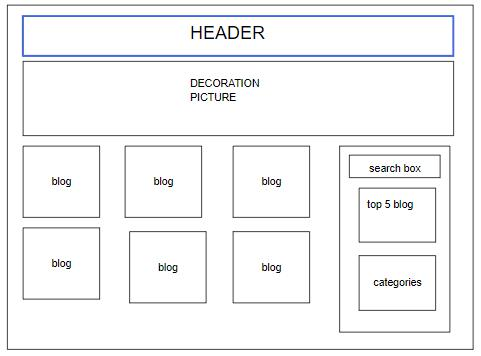 HEADER
DECORATION
PICTURE
blog
blog
blog
search box
top 5 blog
blog
blog
blog
categories